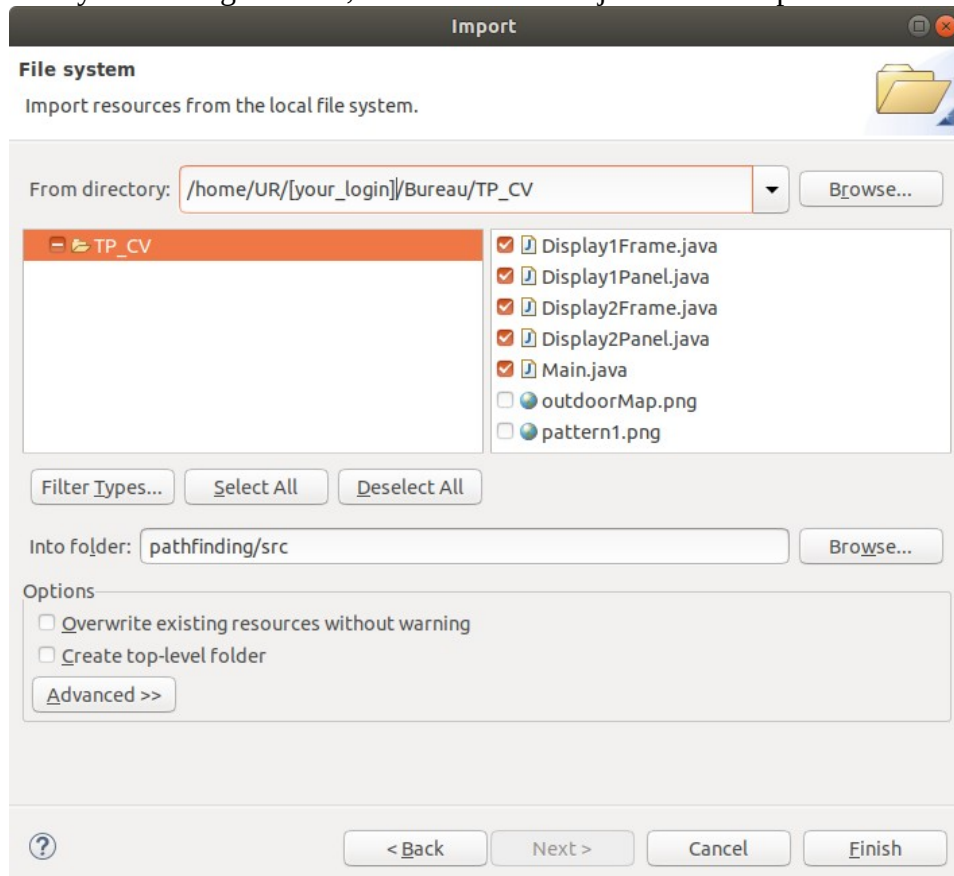 Import
File system
Import resources from the local file system.
From directory: /home/UR/[your_login]/Bureau/TP_CV Browse...
TP_CV
Display1Frame.java
Display1Panel.java
Display2Frame.java
Display2Panel.java
Main.java
outdoorMap.png
pattern1.png
Filter Types... Select All Deselect All
Into folder: pathfinding/src Browse...
Options
Overwrite existing resources without warning
Create top-level folder
Advanced >>
? < Back Next > Cancel Finish